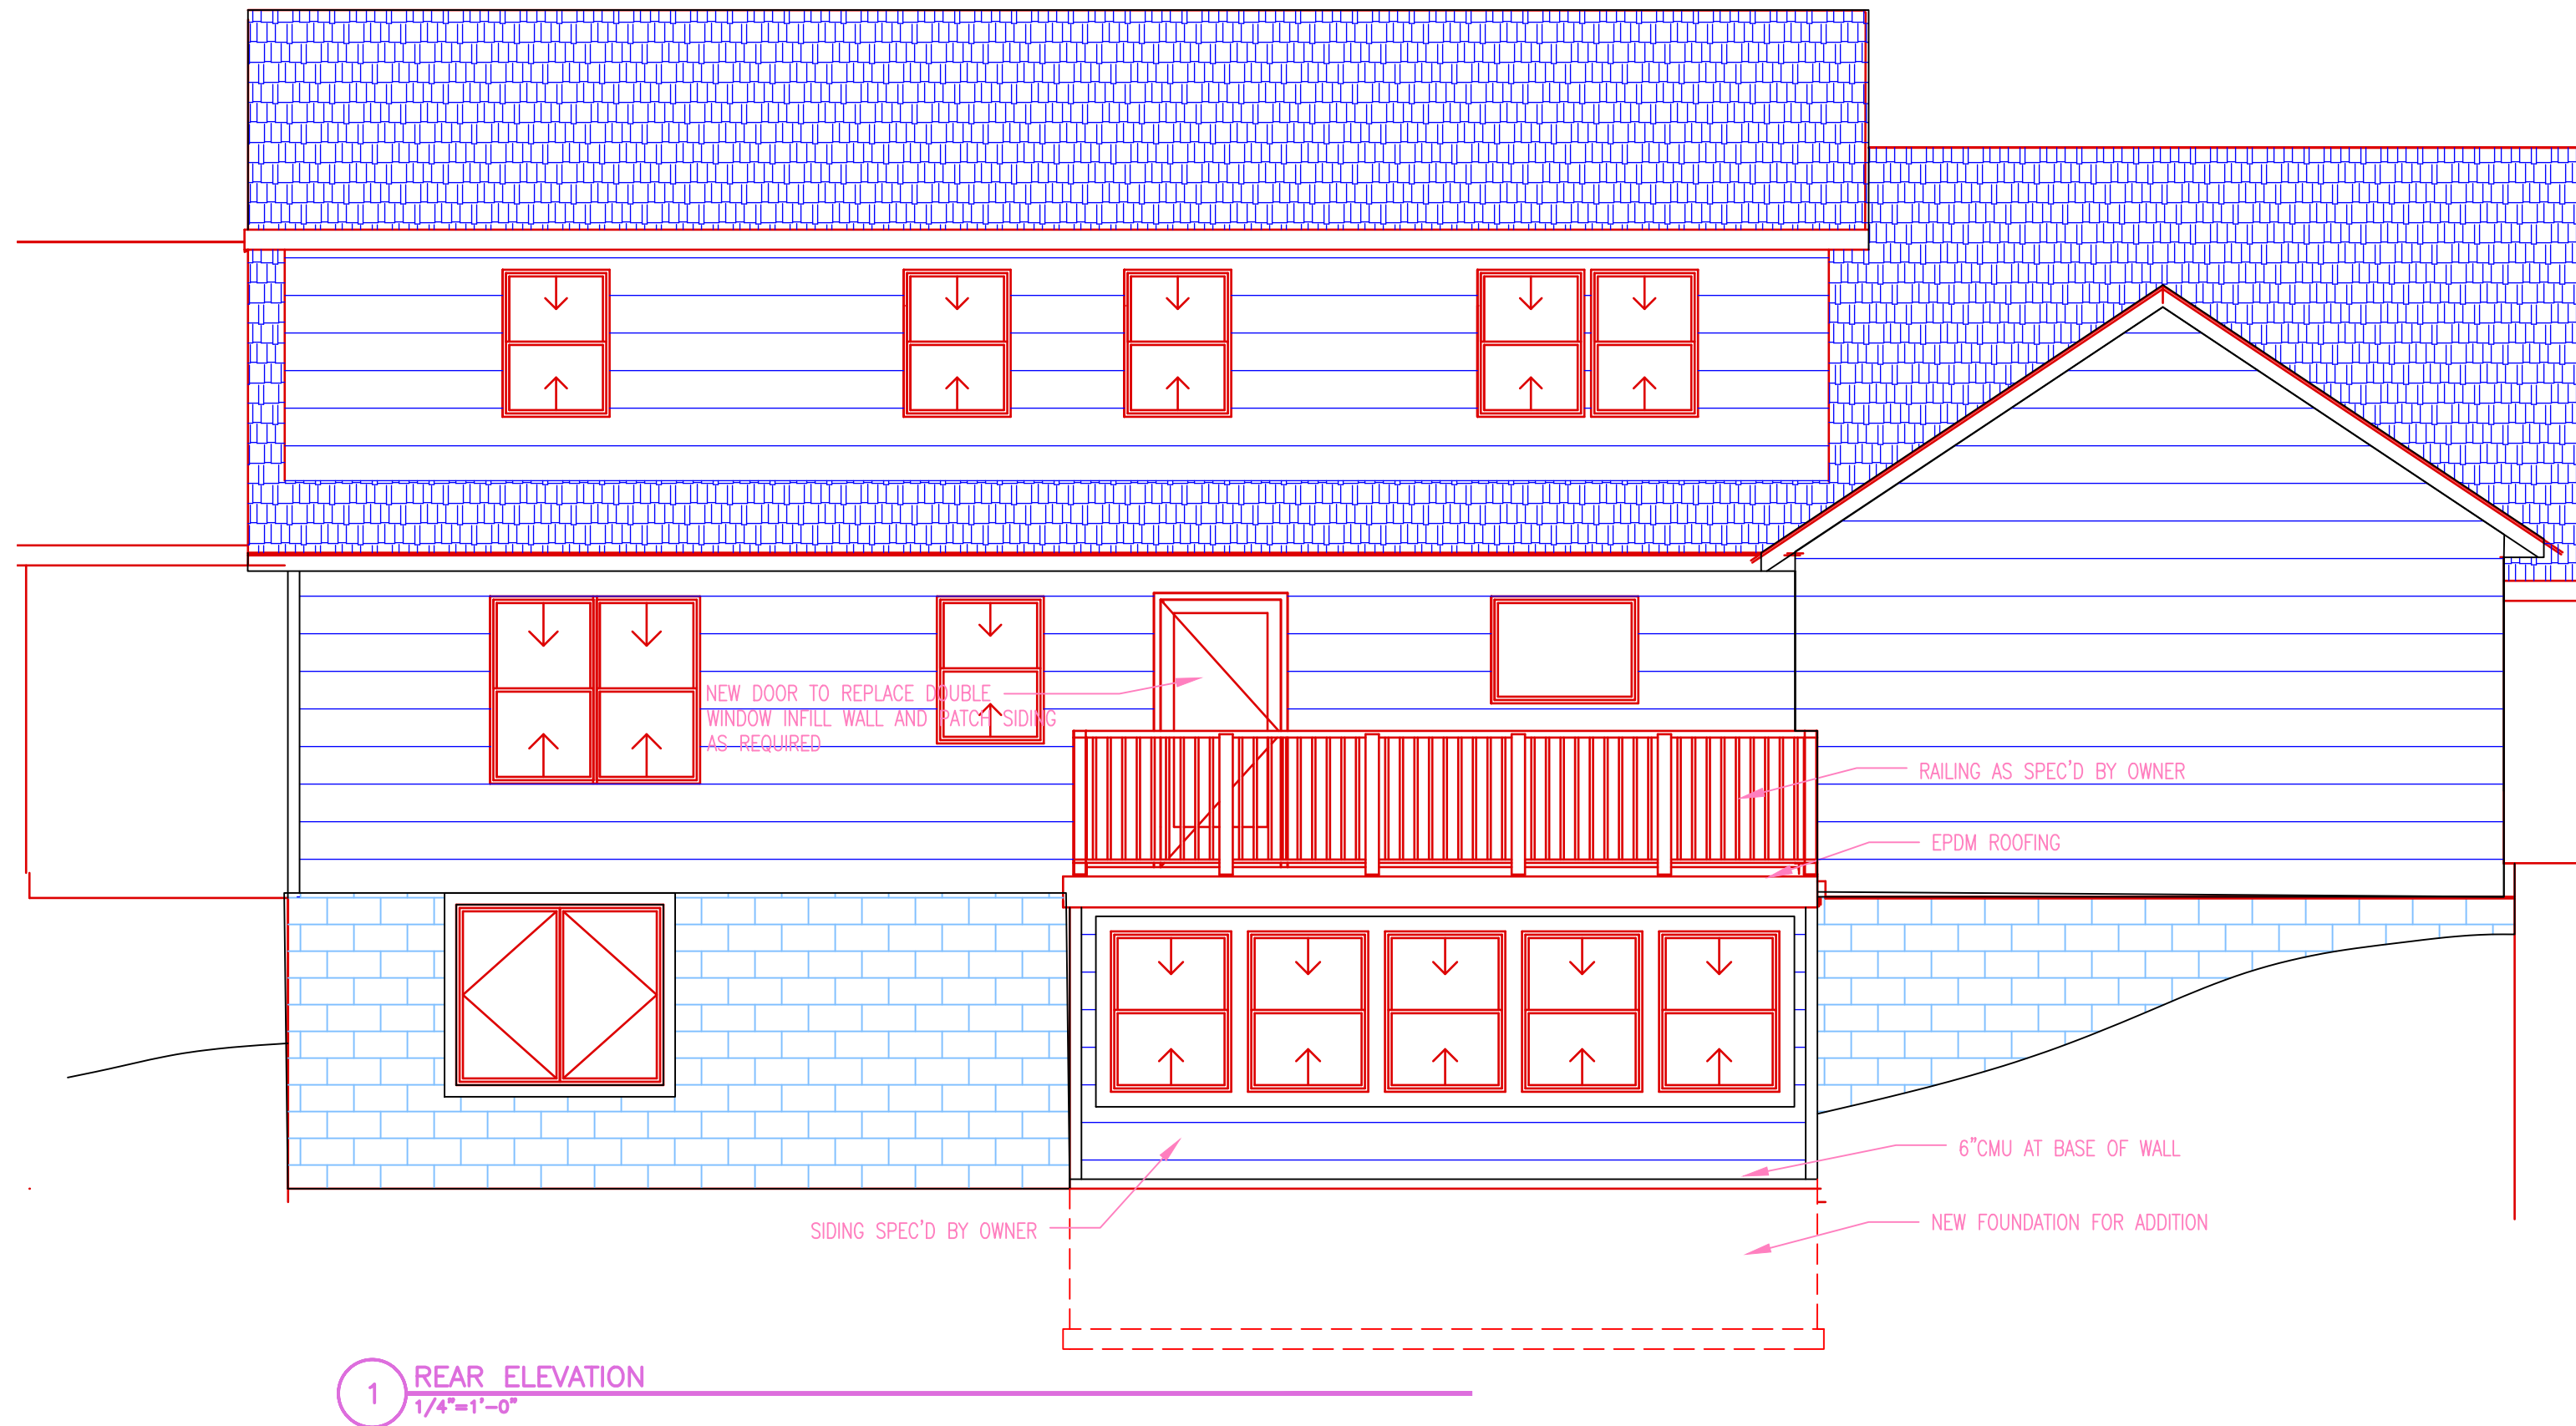 NEW DOOR TO REPLACE DOUBLE
WINDOW INFILL WALL AND PATCH SIDING
AS REQUIRED
RAILING AS SPEC'D BY OWNER
EPDM ROOFING
6"CMU AT BASE OF WALL
SIDING SPEC'D BY OWNER
NEW FOUNDATION FOR ADDITION
1
REAR ELEVATION
1/4"=1'-0"